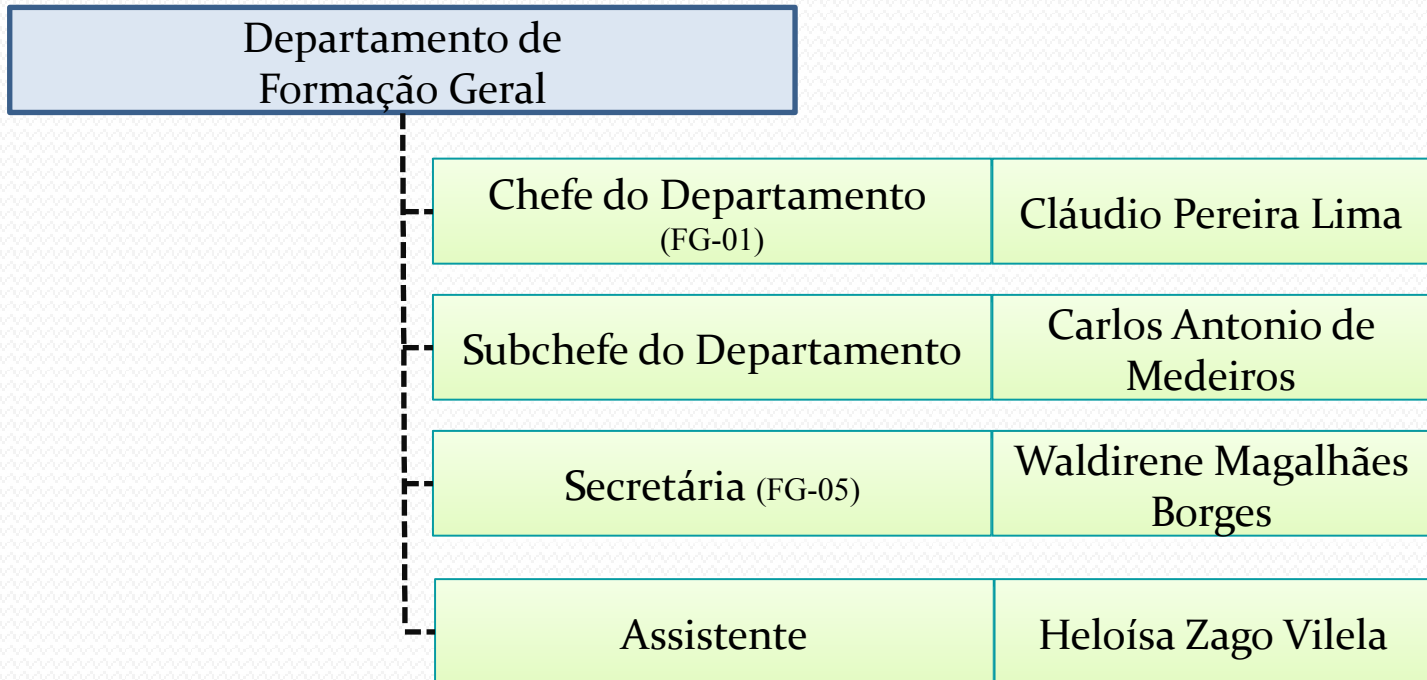 Departamento de
Formação Geral
Chefe do Departamento
(FG-01)
Cláudio Pereira Lima
Subchefe do Departamento
Carlos Antonio de
Medeiros
Secretária (FG-05)
Waldirene Magalhães
Borges
Assistente
Heloísa Zago Vilela